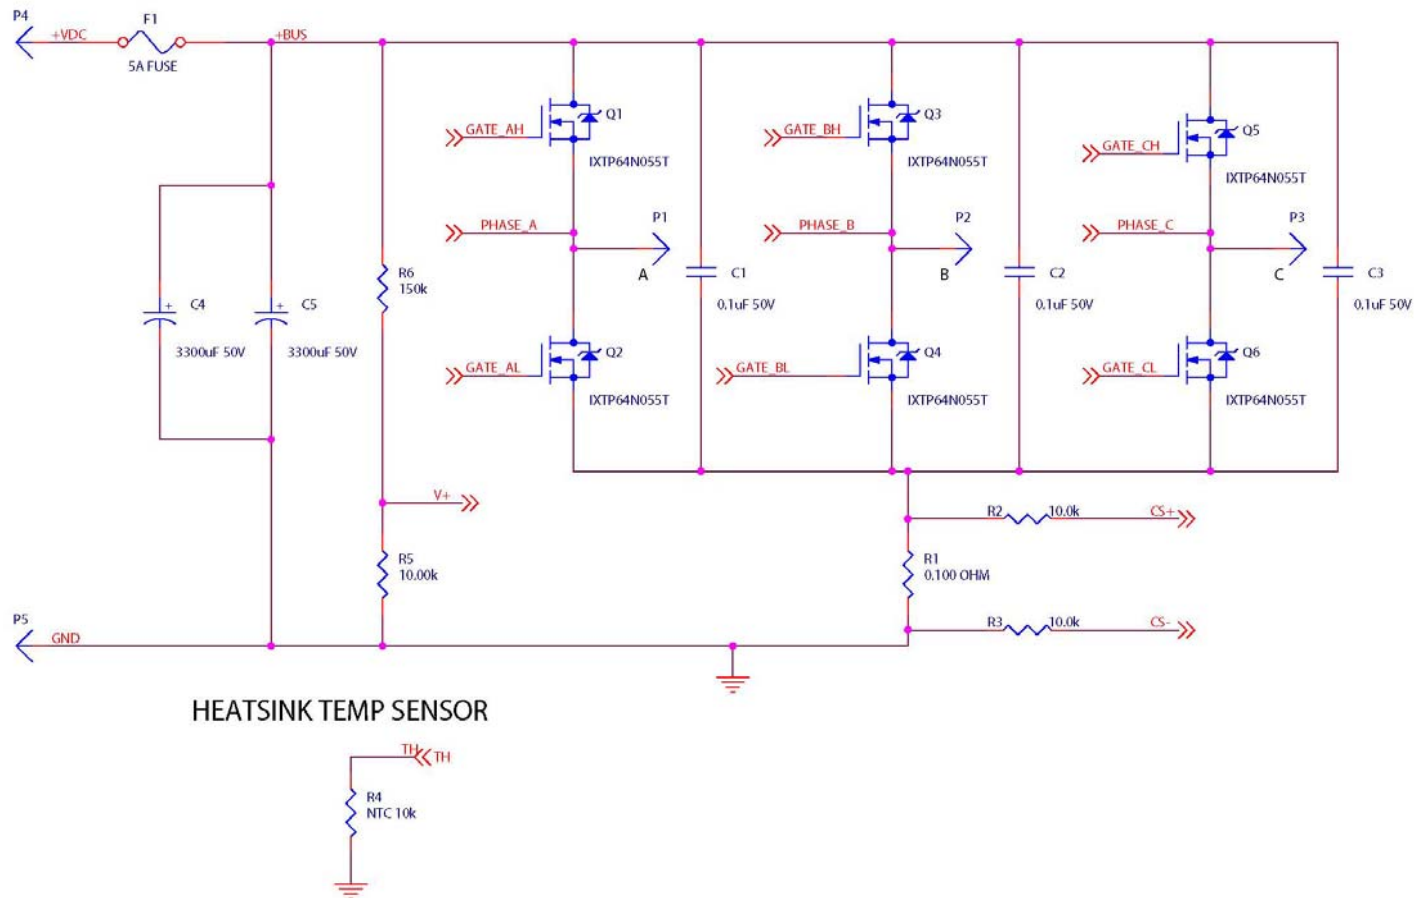 P4
+VDC
F1
5A FUSE
+BUS
GATE_AH
Q1
IXTP64N055T
GATE_BH
Q3
IXTP64N055T
GATE_CH
Q5
IXTP64N055T
PHASE_A
P1
A
PHASE_B
P2
B
PHASE_C
P3
C
R6
150k
C1
0.1uF 50V
C2
0.1uF 50V
C3
0.1uF 50V
+
C4
3300uF 50V
+
C5
3300uF 50V
GATE_AL
Q2
IXTP64N055T
GATE_BL
Q4
IXTP64N055T
GATE_CL
Q6
IXTP64N055T
V+
R2
10.0k
CS+
R5
10.00k
R1
0.100 OHM
P5
GND
R3
10.0k
CS-
HEATSINK TEMP SENSOR
TH
TH
R4
NTC 10k